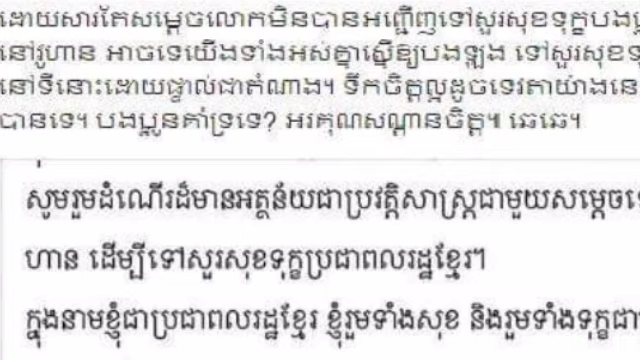 ដោយសារតែសម្តេចលោកមិនបានអញ្ជើញទៅសួរសុខទុក្ខបងប្អូ
នៅវូហាន អាចទេយើងទាំងអស់គ្នាស្នើឱ្យបងឡុង ទៅសួរសុខទុ
នៅទីនោះដោយផ្ទាល់ជាតំណាង។ ទឹកចិត្តល្អដូចទេវតាយ៉ាងនេ
បានទេ។ បងប្អូនគាំទ្រទេ? អរគុណសណ្តានចិត្ត៕ ឆេឆេ។
សូមរួមដំណើរដ៏មានអត្ថន័យជាប្រវត្តិសាស្ត្រជាមួយសម្តេចតេ
ហាន ដើម្បីទៅសួរសុខទុក្ខប្រជាពលរដ្ឋខ្មែរ។
ក្នុងនាមខ្ញុំជាប្រជាពលរដ្ឋខ្មែរ ខ្ញុំរួមទាំងសុខ និងរួមទាំងទុក្ខជា